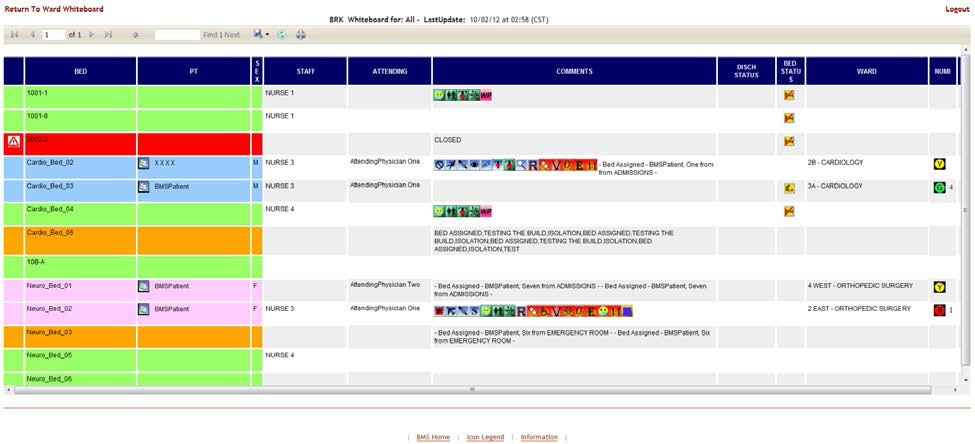 Return To Ward Whiteboard Logout
BRK Whiteboard for: All - LastUpdate: 10/02/12 at 02:58 (CST)
1 of 1 Find | Next
BED PT SEX STAFF ATTENDING COMMENTS DISCH STATUS BED STATUS WARD NUMI
1001-1 NURSE 1 WP
1001-8 NURSE 1
CLOSED
Cardio_Bed_02 XXXX M NURSE 3 AttendingPhysician One R V E - Bed Assigned - BMSPatient, One from 2B - CARDIOLOGY Y
from ADMISSIONS -
Cardio_Bed_03 BMSPatient M NURSE 3 AttendingPhysician One 3A - CARDIOLOGY G 4
Cardio_Bed_04 NURSE 4 WP
Cardio_Bed_06 BED ASSIGNED,TESTING THE BUILD,ISOLATION,BED ASSIGNED,TESTING THE
BUILD,ISOLATION,BED ASSIGNED,TESTING THE BUILD,ISOLATION,BED
ASSIGNED,ISOLATION,TEST
10B-A
Neuro_Bed_01 BMSPatient F AttendingPhysician Two - Bed Assigned - BMSPatient, Seven from ADMISSIONS - - Bed Assigned - BMSPatient, Seven 4 WEST - ORTHOPEDIC SURGERY Y
from ADMISSIONS -
Neuro_Bed_02 BMSPatient F NURSE 3 AttendingPhysician One S R V E 2 EAST - ORTHOPEDIC SURGERY R 1
Neuro_Bed_03 - Bed Assigned - BMSPatient, Six from EMERGENCY ROOM - - Bed Assigned - BMSPatient, Six
from EMERGENCY ROOM -
Neuro_Bed_05 NURSE 4
Neuro_Bed_06
| BMS Home | Icon Legend | Information |